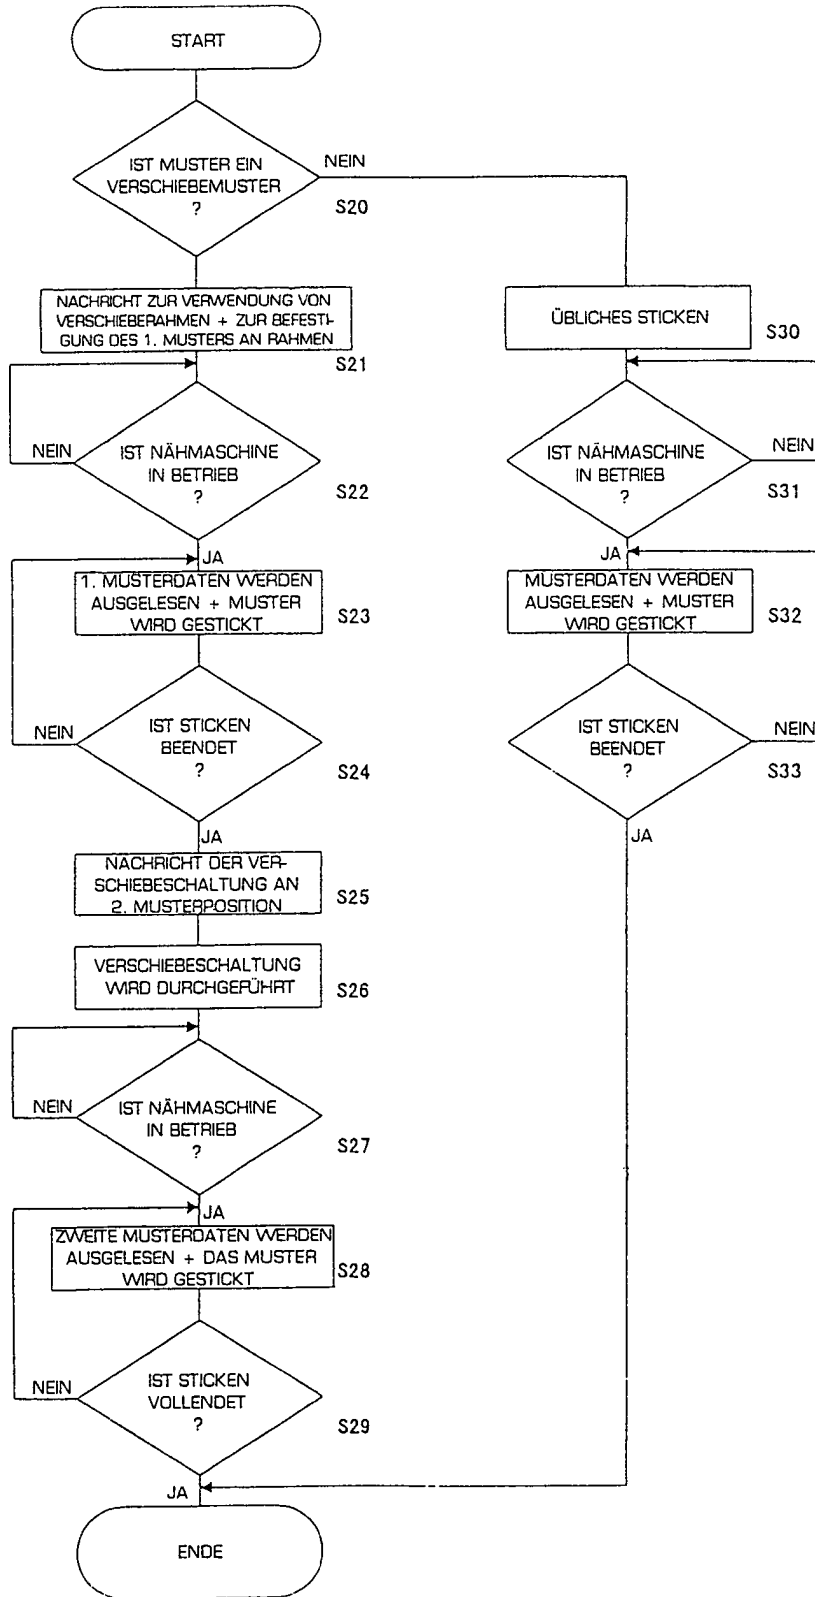 START
IST MUSTER EIN
VERSCHIEBEMUSTER
?
NEIN
S20
NACHRICHT ZUR VERWENDUNG VON
VERSCHIEBERAHMEN + ZUR BEFESTI-
GUNG DES 1. MUSTERS AN RAHMEN
S21
IST NÄHMASCHINE
IN BETRIEB
?
NEIN
S22
JA
1. MUSTERDATEN WERDEN
AUSGELESEN + MUSTER
WIRD GESTICKT
S23
IST STICKEN
BEENDET
?
NEIN
S24
JA
NACHRICHT DER VER-
SCHIEBESCHALTUNG AN
2. MUSTERPOSITION
S25
VERSCHIEBESCHALTUNG
WIRD DURCHGEFÜHRT
S26
IST NÄHMASCHINE
IN BETRIEB
?
NEIN
S27
JA
ZWEITE MUSTERDATEN WERDEN
AUSGELESEN + DAS MUSTER
WIRD GESTICKT
S28
IST STICKEN
VOLLENDET
?
NEIN
S29
JA
ENDE
ÜBLICHES STICKEN
S30
IST NÄHMASCHINE
IN BETRIEB
?
NEIN
S31
JA
MUSTERDATEN WERDEN
AUSGELESEN + MUSTER
WIRD GESTICKT
S32
IST STICKEN
BEENDET
?
NEIN
S33
JA